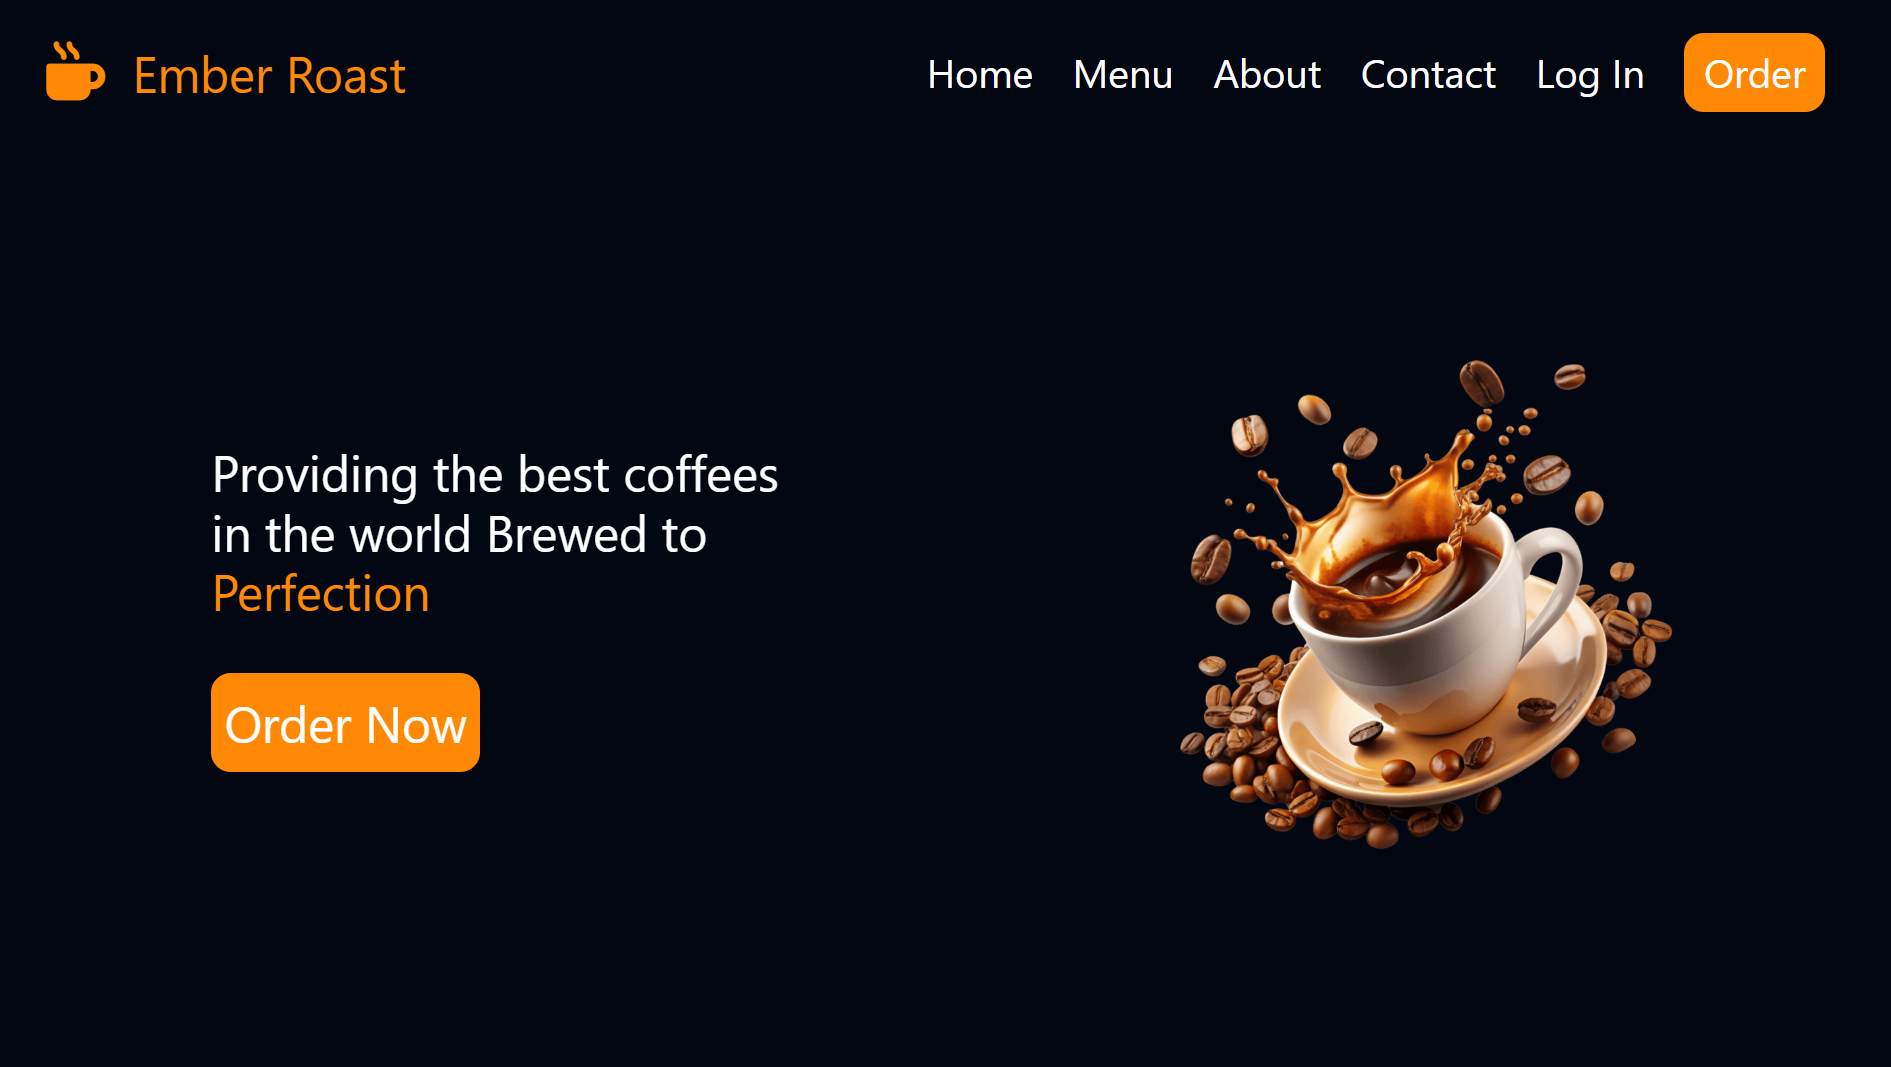 Ember Roast
Home Menu About Contact Log In Order
Providing the best coffees
in the world Brewed to
Perfection
Order Now